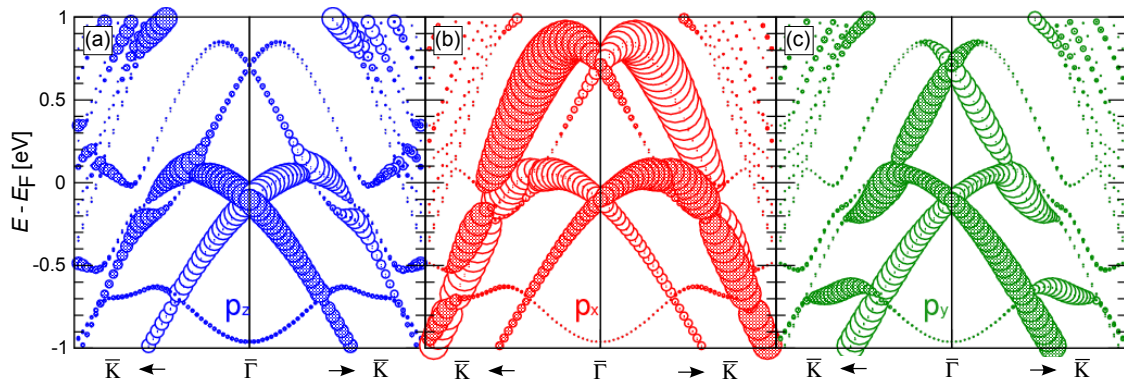 1
0.5
0
-0.5
-1
E - EF [eV]
(a)
(b)
(c)
pz
px
py
K̅ ← Γ̅ → K̅
K̅ ← Γ̅ → K̅
K̅ ← Γ̅ → K̅